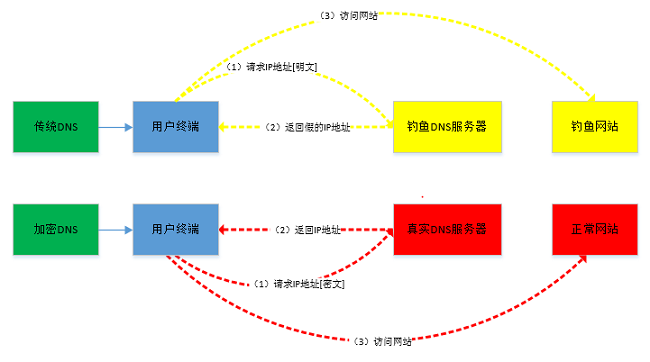 （3）访问网站
（1）请求IP地址[明文]
传统DNS
用户终端
（2）返回假的IP地址
钓鱼DNS服务器
钓鱼网站
加密DNS
用户终端
（2）返回IP地址
真实DNS服务器
正常网站
（1）请求IP地址[密文]
（3）访问网站